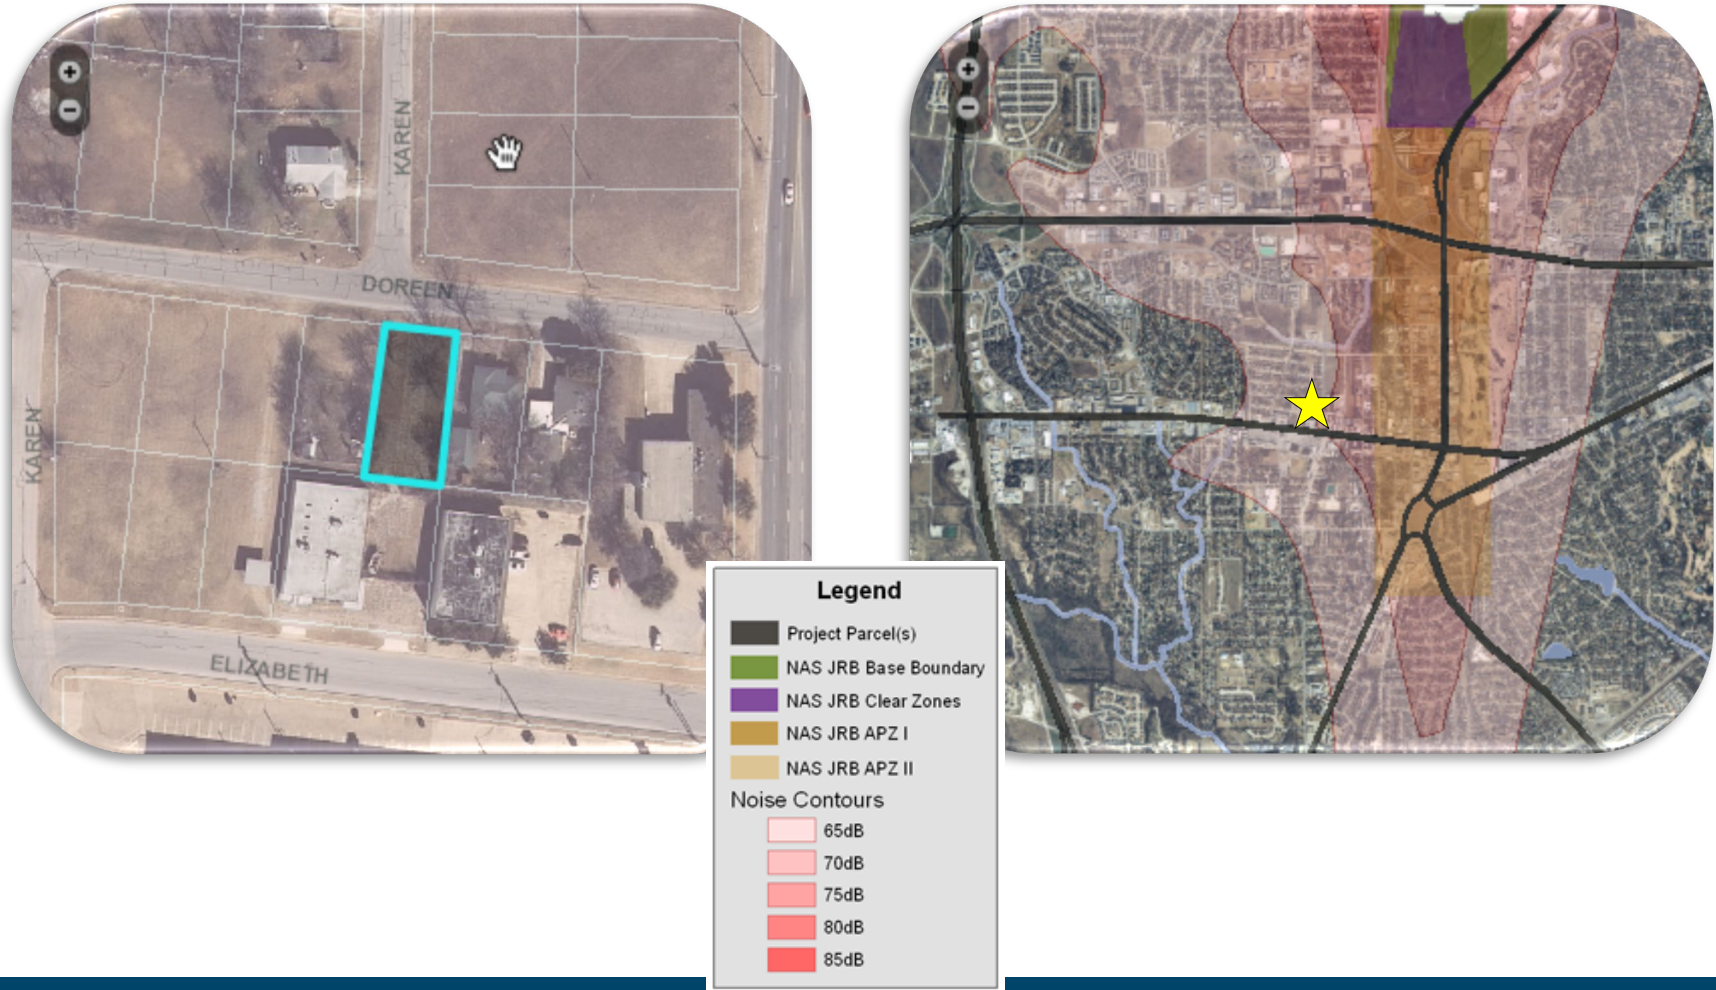 KAREN
DOREEN
KAREN
ELIZABETH
Legend
Project Parcel(s)
NAS JRB Base Boundary
NAS JRB Clear Zones
NAS JRB APZ I
NAS JRB APZ II
Noise Contours
65dB
70dB
75dB
80dB
85dB